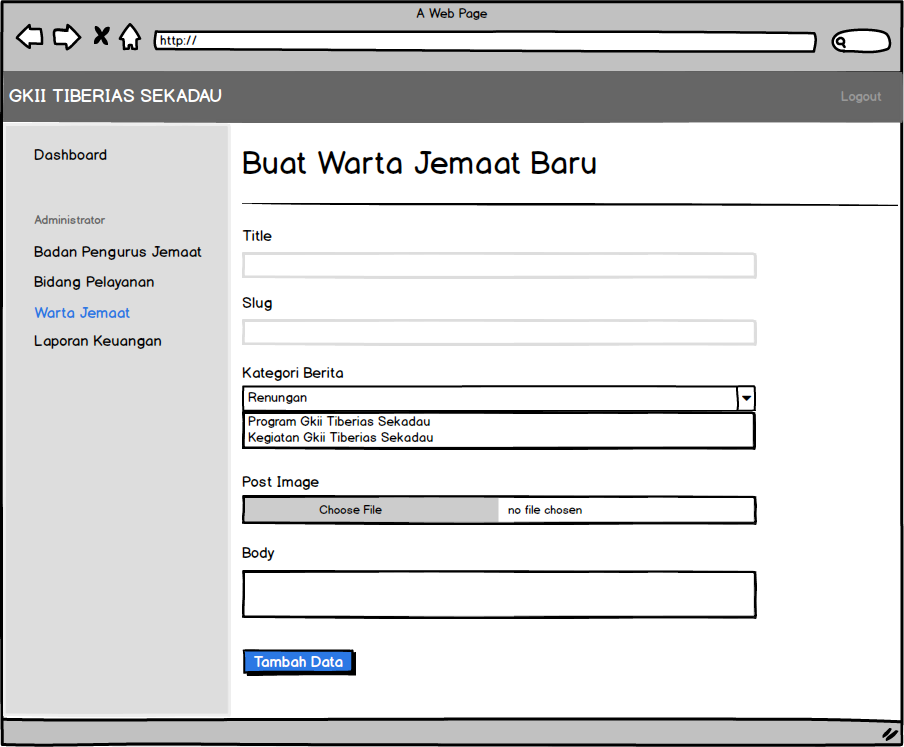 A Web Page
http://
GKII TIBERIAS SEKADAU
Logout
Dashboard
Administrator
Badan Pengurus Jemaat
Bidang Pelayanan
Warta Jemaat
Laporan Keuangan
Buat Warta Jemaat Baru
Title
Slug
Kategori Berita
Renungan
Program Gkii Tiberias Sekadau
Kegiatan Gkii Tiberias Sekadau
Post Image
Choose File
no file chosen
Body
Tambah Data